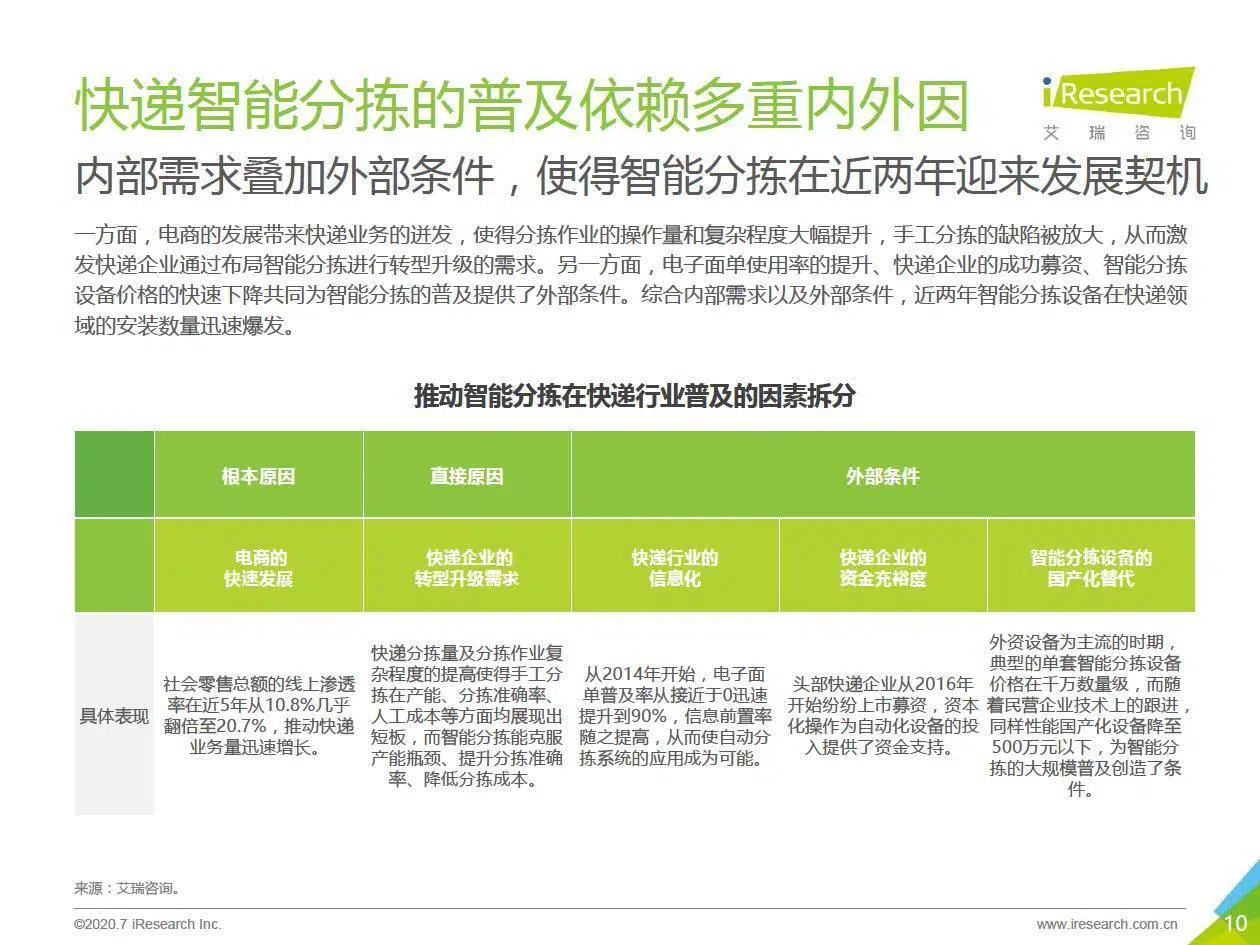 快递智能分拣的普及依赖多重内外因
iResearch
艾瑞咨询
内部需求叠加外部条件，使得智能分拣在近两年迎来发展契机
一方面，电商的发展带来快递业务的迸发，使得分拣作业的操作量和复杂程度大幅提升，手工分拣的缺陷被放大，从而激
发快递企业通过布局智能分拣进行转型升级的需求。另一方面，电子面单使用率的提升、快递企业的成功募资、智能分拣
设备价格的快速下降共同为智能分拣的普及提供了外部条件。综合内部需求以及外部条件，近两年智能分拣设备在快递领
域的安装数量迅速爆发。
推动智能分拣在快递行业普及的因素拆分
根本原因
直接原因
外部条件
电商的
快速发展
快递企业的
转型升级需求
快递行业的
信息化
快递企业的
资金充裕度
智能分拣设备的
国产化替代
具体表现
社会零售总额的线上渗透
率在近5年从10.8%几乎
翻倍至20.7%，推动快递
业务量迅速增长。
快递分拣量及分拣作业复
杂程度的提高使得手工分
拣在产能、分拣准确率、
人工成本等方面均展现出
短板，而智能分拣能克服
产能瓶颈、提升分拣准确
率、降低分拣成本。
从2014年开始，电子面
单普及率从接近于0迅速
提升到90%，信息前置率
随之提高，从而使自动分
拣系统的应用成为可能。
头部快递企业从2016年
开始纷纷上市募资，资本
化操作为自动化设备的投
入提供了资金支持。
外资设备为主流的时期，
典型的单套智能分拣设备
价格在千万数量级，而随
着民营企业技术上的跟进，
同样性能国产化设备降至
500万元以下，为智能分
拣的大规模普及创造了条
件。
来源：艾瑞咨询。
©2020.7 iResearch Inc.
www.iresearch.com.cn
10